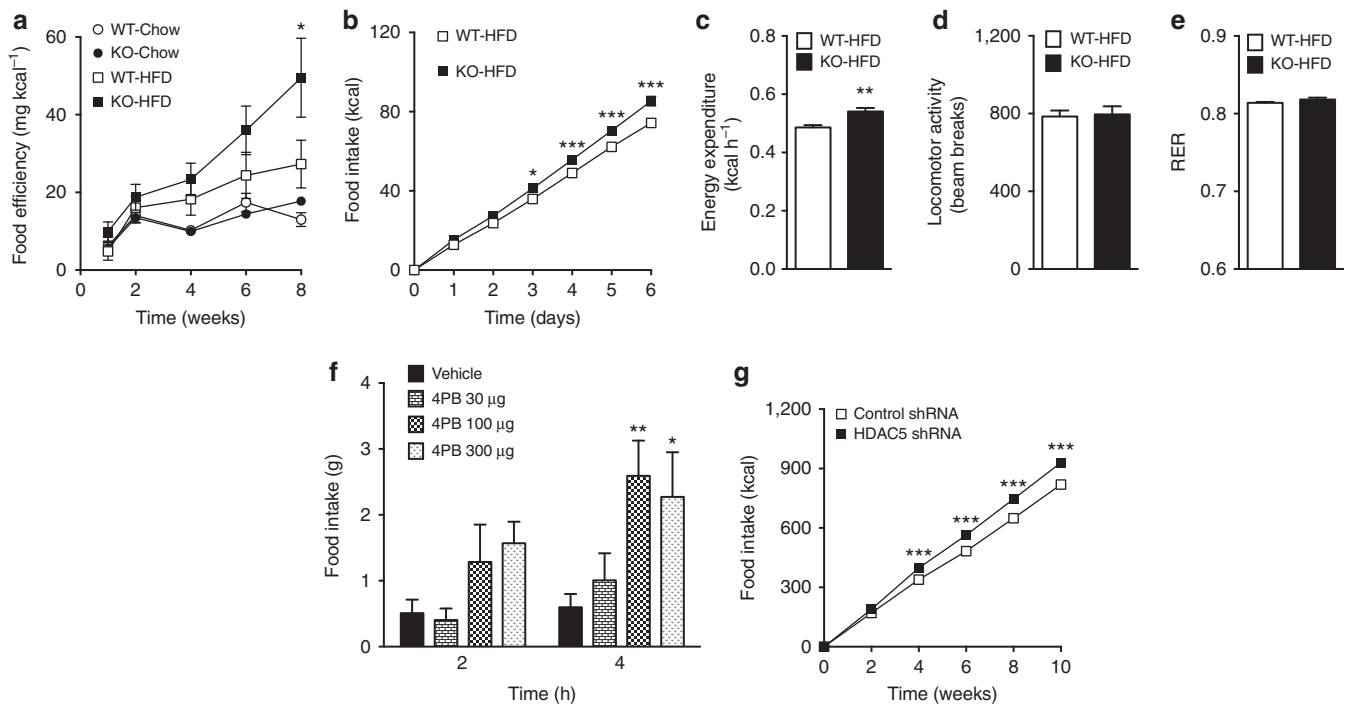 a
WT-Chow
KO-Chow
WT-HFD
KO-HFD
*
60
40
20
0
Food efficiency (mg kcal⁻¹)
0 2 4 6 8
Time (weeks)
b
WT-HFD
KO-HFD
120
80
40
0
Food intake (kcal)
* *** *** ***
0 1 2 3 4 5 6
Time (days)
c
WT-HFD
KO-HFD
**
0.8
0.6
0.4
0.2
0.0
Energy expenditure
(kcal h⁻¹)
d
WT-HFD
KO-HFD
1,200
800
400
0
Locomotor activity
(beam breaks)
e
WT-HFD
KO-HFD
0.9
0.8
0.7
0.6
RER
f
Vehicle
4PB 30 μg
4PB 100 μg
4PB 300 μg
4
3
2
1
0
Food intake (g)
** *
2 4
Time (h)
g
Control shRNA
HDAC5 shRNA
1,200
900
600
300
0
Food intake (kcal)
*** *** *** ***
0 2 4 6 8 10
Time (weeks)